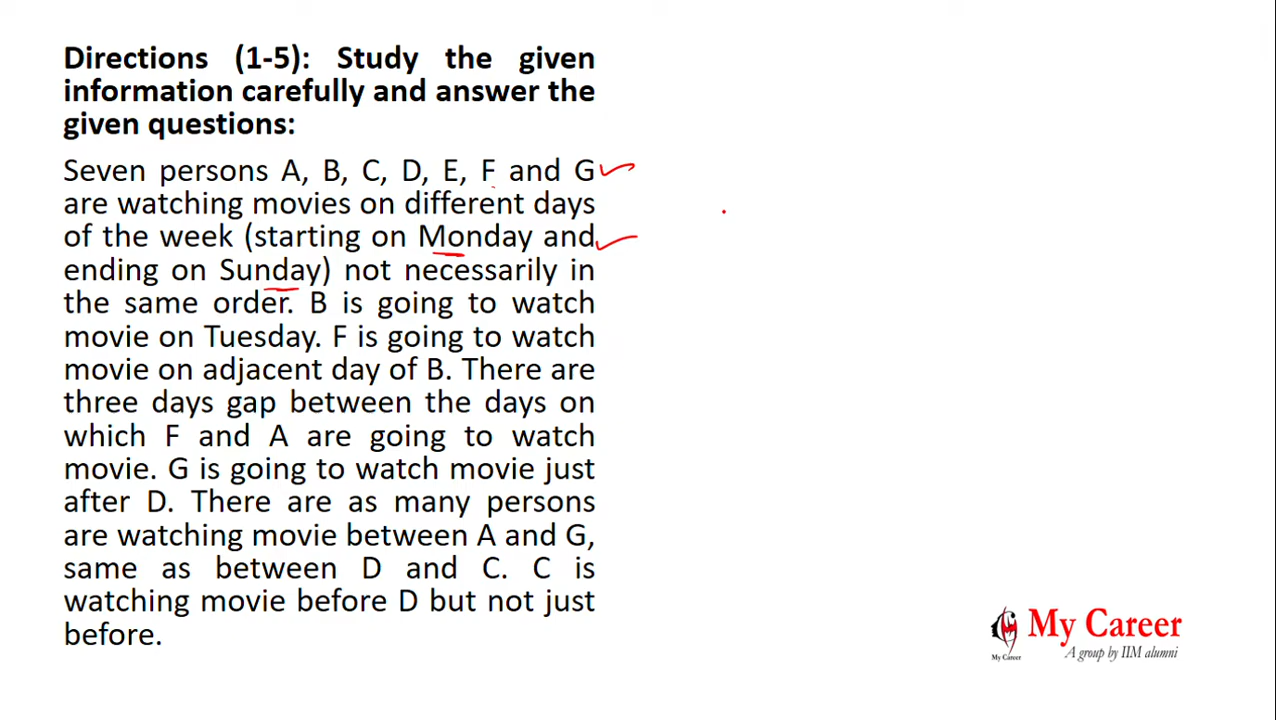 Directions (1-5): Study the given
information carefully and answer the
given questions:
Seven persons A, B, C, D, E, F and G
are watching movies on different days
of the week (starting on Monday and
ending on Sunday) not necessarily in
the same order. B is going to watch
movie on Tuesday. F is going to watch
movie on adjacent day of B. There are
three days gap between the days on
which F and A are going to watch
movie. G is going to watch movie just
after D. There are as many persons
are watching movie between A and G,
same as between D and C. C is
watching movie before D but not just
before.
My Career
A group by IIM alumni
My Career